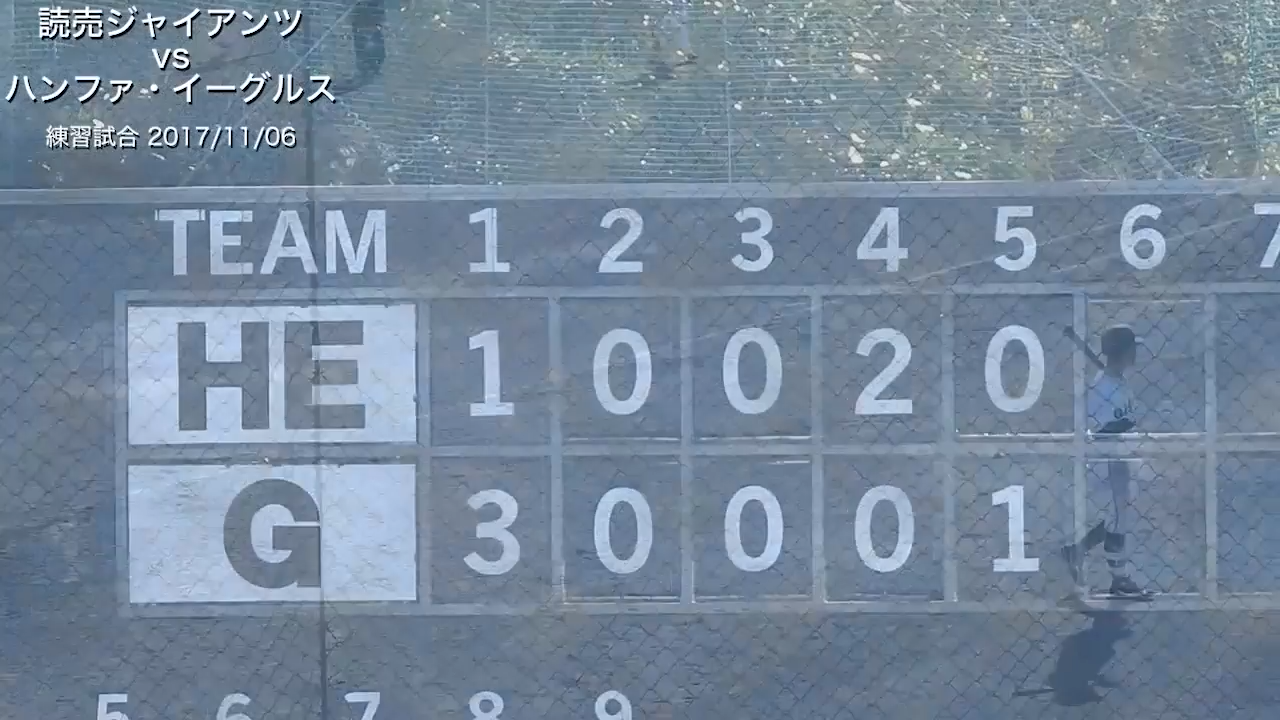 読売ジャイアンツ
vs
ハンファ・イーグルス
練習試合 2017/11/06
TEAM 1 2 3 4 5 6 7
HE 1 0 0 2 0
G 3 0 0 0 1
5 6 7 8 9